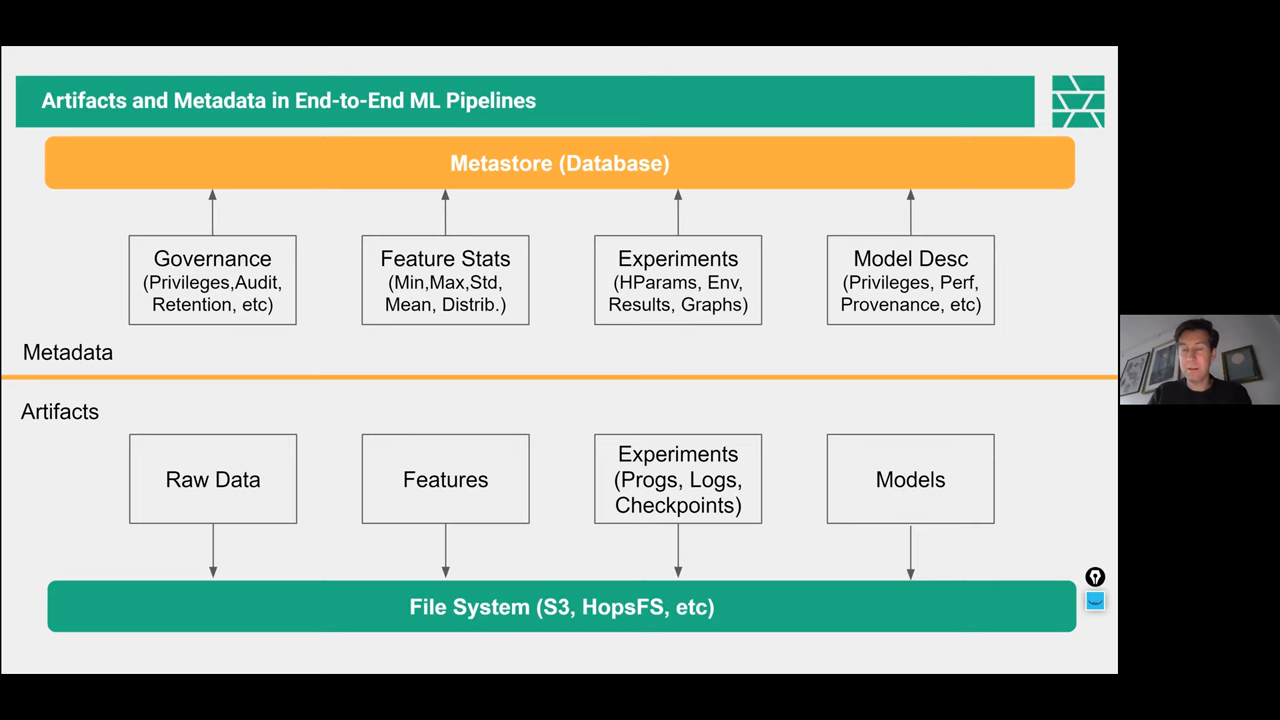 Artifacts and Metadata in End-to-End ML Pipelines
Metastore (Database)
Governance
(Privileges,Audit,
Retention, etc)
Feature Stats
(Min,Max,Std,
Mean, Distrib.)
Experiments
(HParams, Env,
Results, Graphs)
Model Desc
(Privileges, Perf,
Provenance, etc)
Metadata
Artifacts
Raw Data
Features
Experiments
(Progs, Logs,
Checkpoints)
Models
File System (S3, HopsFS, etc)